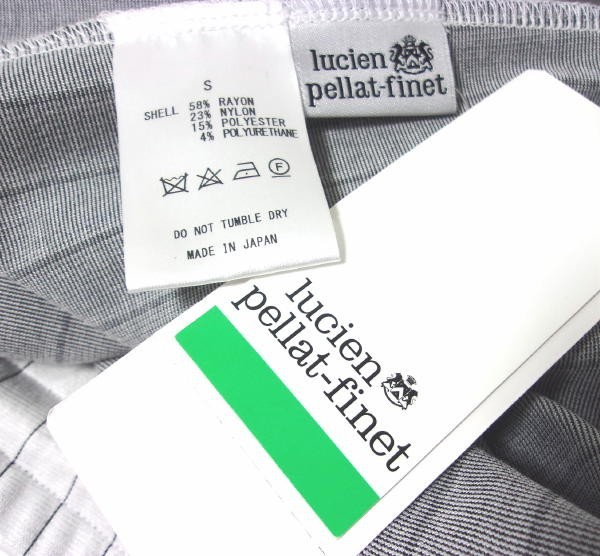 S
SHELL 58% RAYON
23% NYLON
15% POLYESTER
4% POLYURETHANE
F
DO NOT TUMBLE DRY
MADE IN JAPAN
lucien
pellat-finet
lucien
pellat-finet